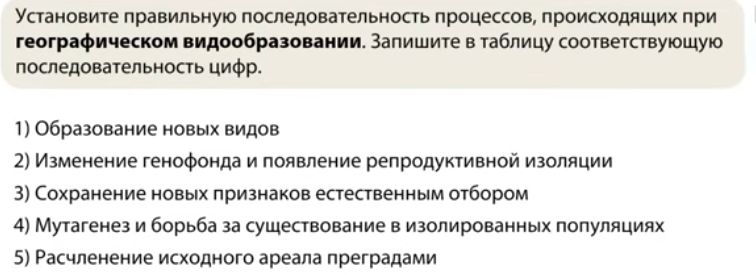 Установите правильную последовательность процессов, происходящих при
географическом видообразовании. Запишите в таблицу соответствующую
последовательность цифр.
1) Образование новых видов
2) Изменение генофонда и появление репродуктивной изоляции
3) Сохранение новых признаков естественным отбором
4) Мутагенез и борьба за существование в изолированных популяциях
5) Расчленение исходного ареала преградами